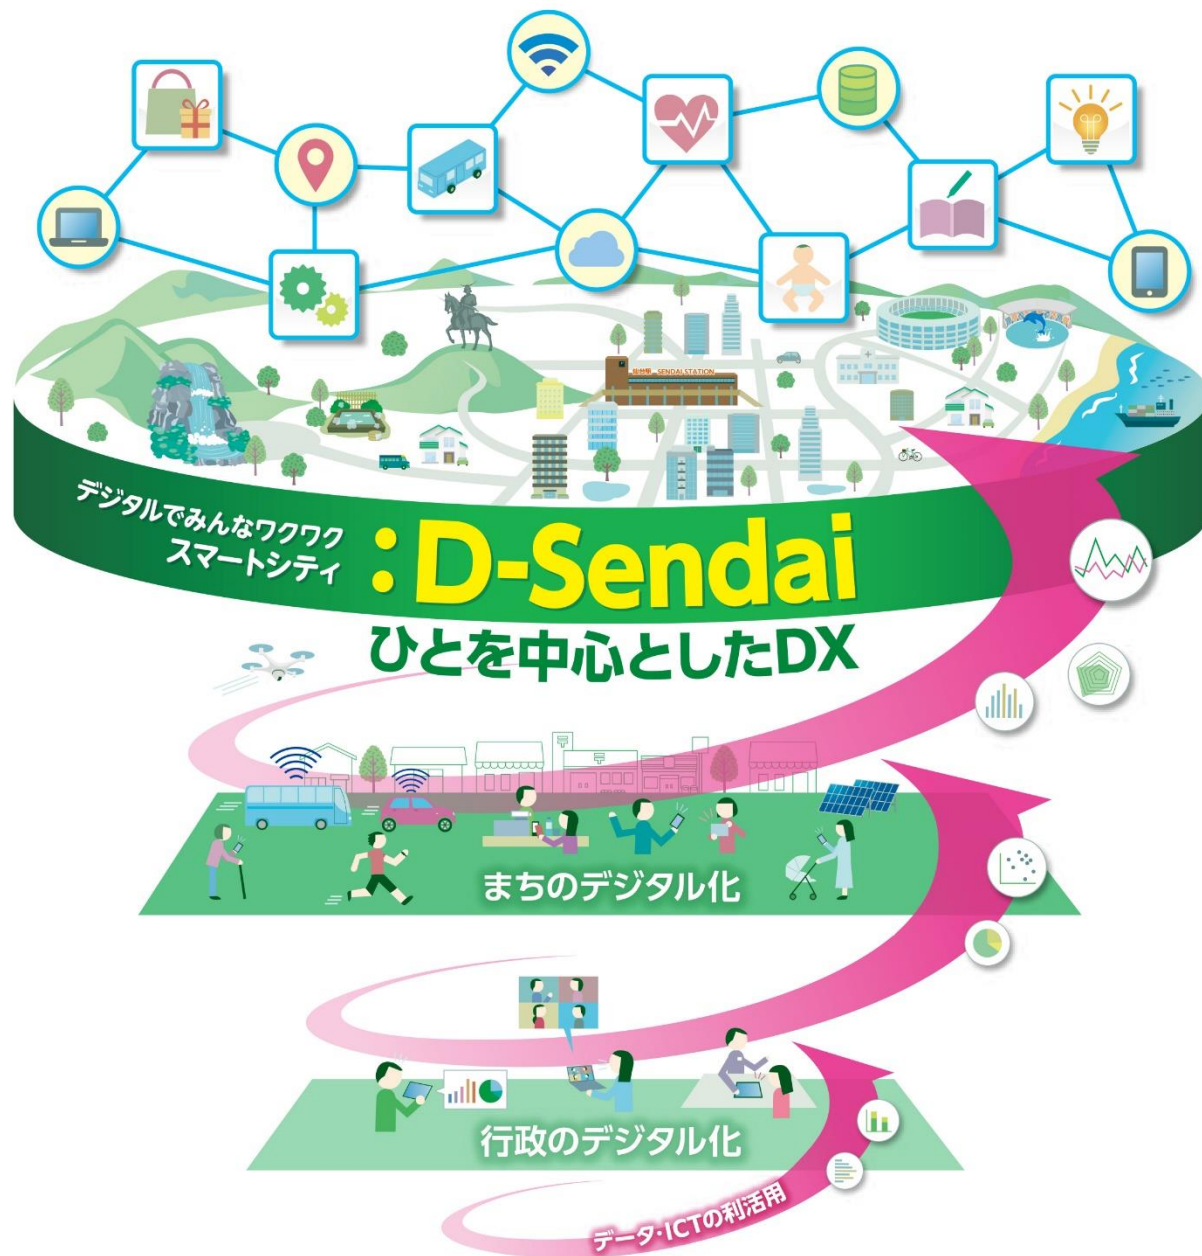 仙台駅 SENDAI STATION
デジタルでみんなワクワク
スマートシティ
:D-Sendai
ひとを中心としたDX
まちのデジタル化
行政のデジタル化
データ・ICTの利活用